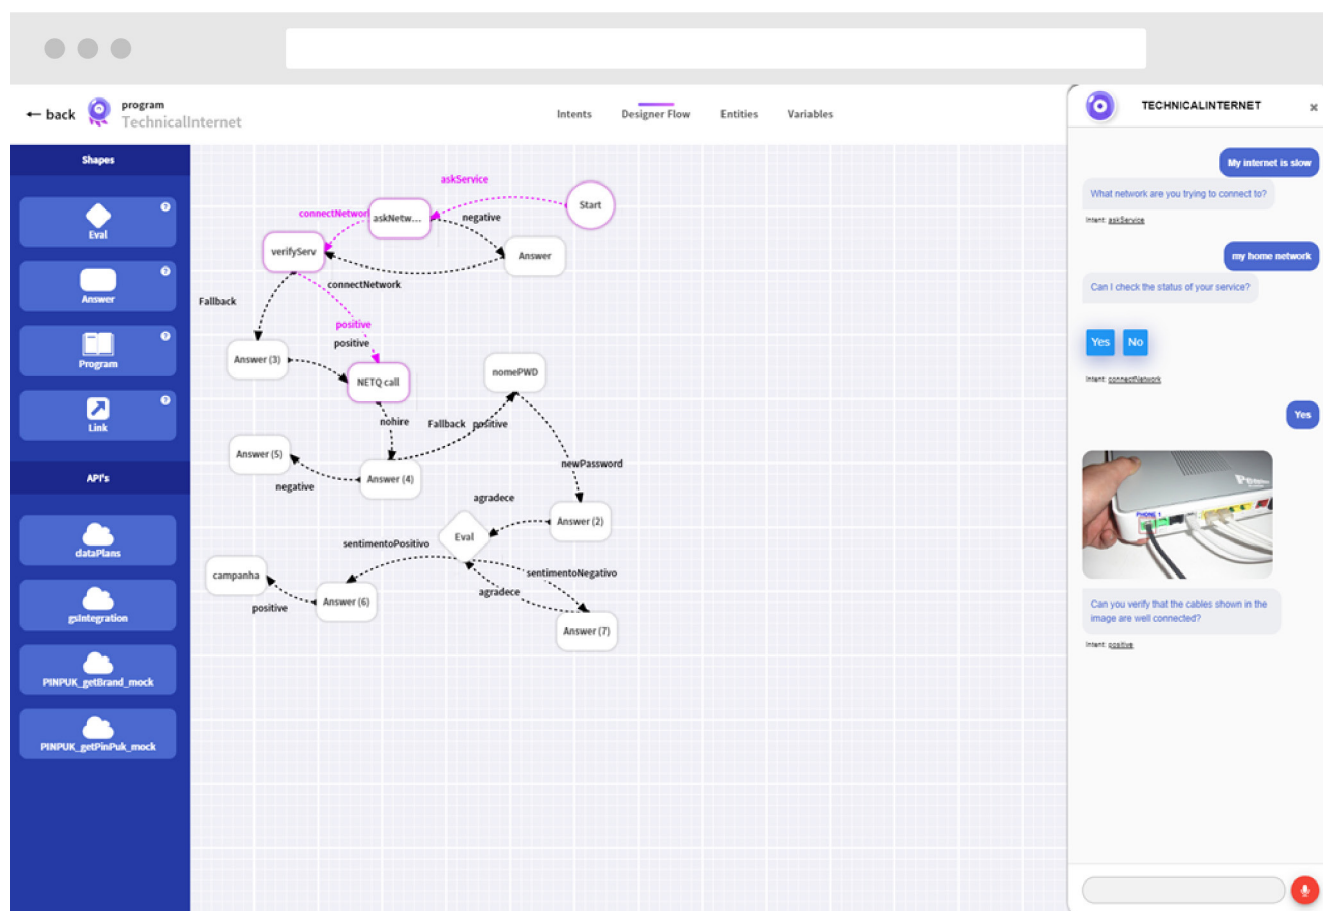 back
program
TechnicalInternet
Intents
Designer Flow
Entities
Variables
TECHNICALINTERNET
Shapes
?
Eval
?
Answer
?
Program
?
Link
API's
dataPlans
gsIntegration
PINPUK_getBrand_mock
PINPUK_getPinPuk_mock
askService
Start
connectNetwor
askNetw...
negative
verifyServ
Answer
connectNetwork
Fallback
positive
positive
Answer (3)
NETQ call
nomePWD
nohire
Fallback positive
Answer (5)
negative
Answer (4)
newPassword
agradece
Answer (2)
Eval
sentimentoPositivo
sentimentoNegativo
campanha
agradece
positive
Answer (6)
Answer (7)
My internet is slow
What network are you trying to connect to?
Intent: askService
my home network
Can I check the status of your service?
Yes
No
Intent: connectNetwork
Yes
PHONE 1
Can you verify that the cables shown in the
image are well connected?
Intent: positive